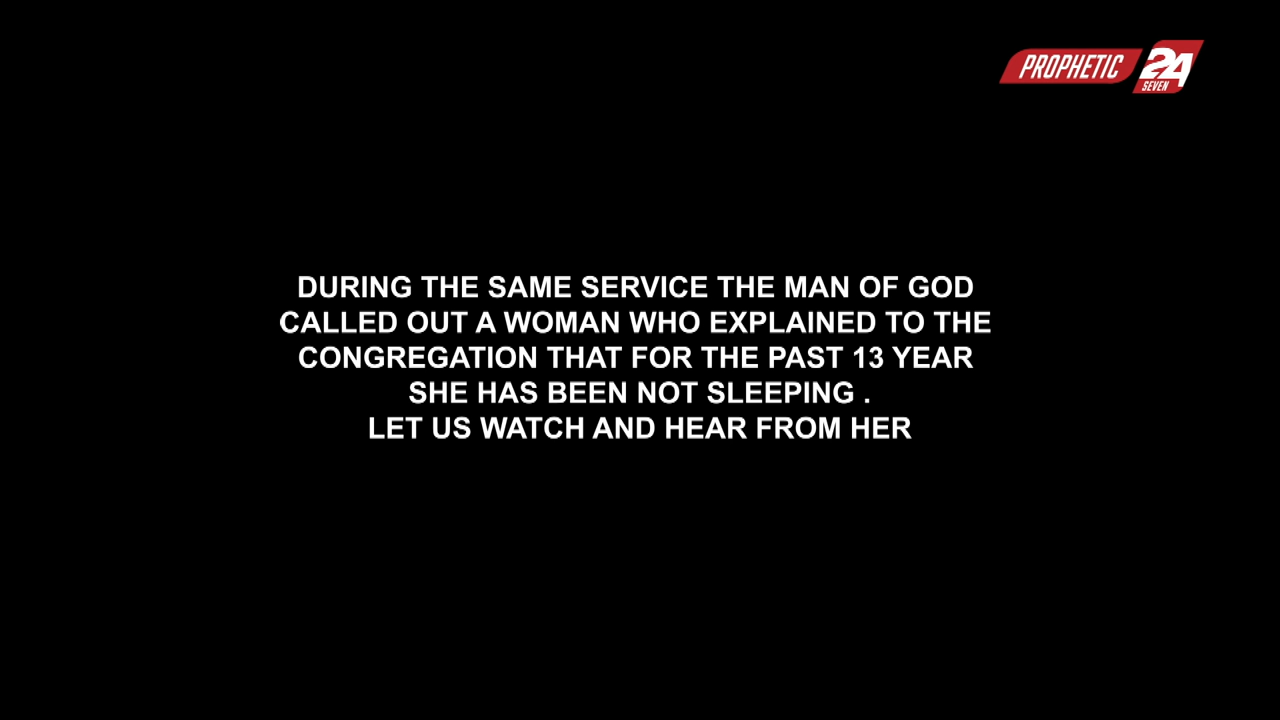 PROPHETIC 24
SEVEN
DURING THE SAME SERVICE THE MAN OF GOD
CALLED OUT A WOMAN WHO EXPLAINED TO THE
CONGREGATION THAT FOR THE PAST 13 YEAR
SHE HAS BEEN NOT SLEEPING .
LET US WATCH AND HEAR FROM HER